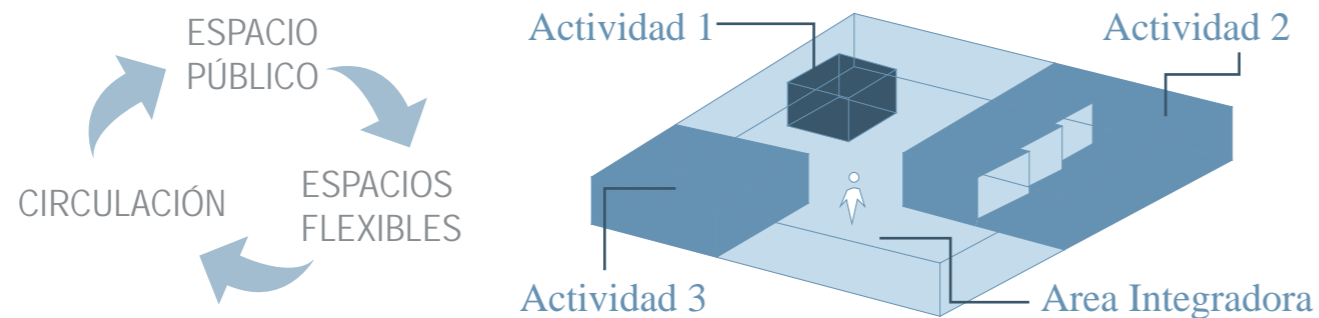 ESPACIO
PÚBLICO
ESPACIOS
FLEXIBLES
CIRCULACIÓN
Actividad 1
Actividad 2
Actividad 3
Area Integradora